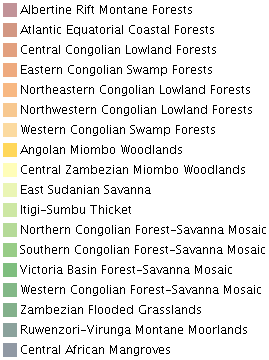 Albertine Rift Montane Forests
Atlantic Equatorial Coastal Forests
Central Congolian Lowland Forests
Eastern Congolian Swamp Forests
Northeastern Congolian Lowland Forests
Northwestern Congolian Lowland Forests
Western Congolian Swamp Forests
Angolan Miombo Woodlands
Central Zambezian Miombo Woodlands
East Sudanian Savanna
Itigi-Sumbu Thicket
Northern Congolian Forest-Savanna Mosaic
Southern Congolian Forest-Savanna Mosaic
Victoria Basin Forest-Savanna Mosaic
Western Congolian Forest-Savanna Mosaic
Zambezian Flooded Grasslands
Ruwenzori-Virunga Montane Moorlands
Central African Mangroves